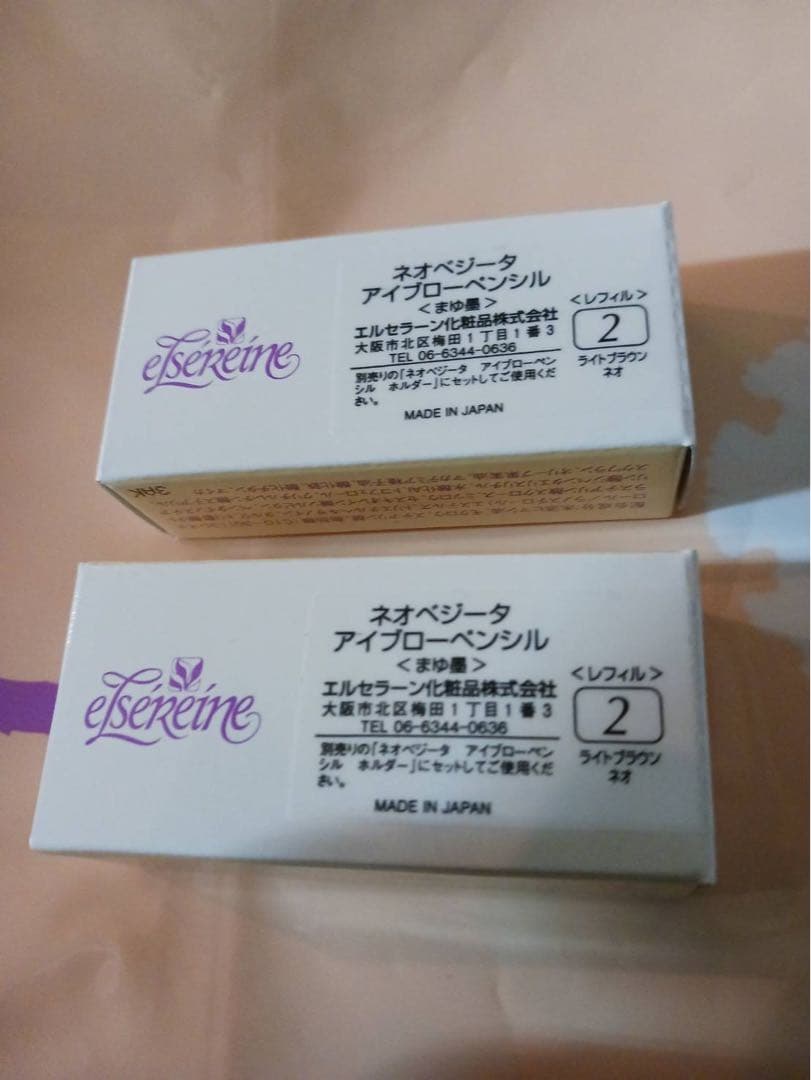 elséreine
ネオベジータ
アイブローペンシル
＜まゆ墨＞
エルセラーン化粧品株式会社
大阪市北区梅田1丁目1番3
TEL 06-6344-0636
別売りの「ネオベジータ アイブローペン
シル ホルダー」にセットしてご使用くだ
さい。
MADE IN JAPAN
＜レフィル＞
2
ライトブラウン
ネオ
3AK
elséreine
ネオベジータ
アイブローペンシル
＜まゆ墨＞
エルセラーン化粧品株式会社
大阪市北区梅田1丁目1番3
TEL 06-6344-0636
別売りの「ネオベジータ アイブローペン
シル ホルダー」にセットしてご使用くだ
さい。
MADE IN JAPAN
＜レフィル＞
2
ライトブラウン
ネオ